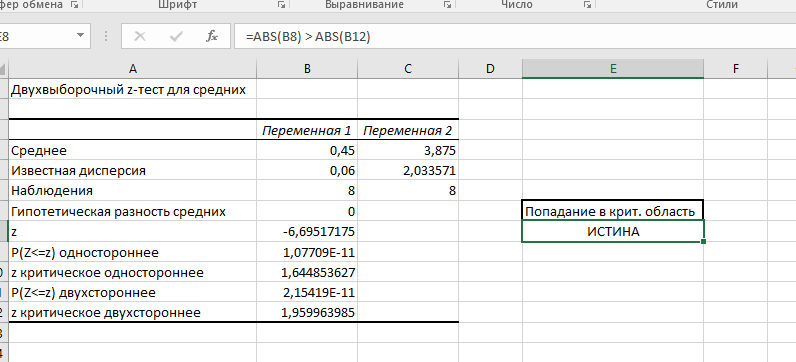 фер обмена Шрифт Выравнивание Число Стили
E8 fx =ABS(B8) > ABS(B12)
A B C D E F
Двухвыборочный z-тест для средних
Переменная 1 Переменная 2
Среднее 0,45 3,875
Известная дисперсия 0,06 2,033571
Наблюдения 8 8
Гипотетическая разность средних 0 Попадание в крит. область
z -6,69517175 ИСТИНА
P(Z<=z) одностороннее 1,07709E-11
0 z критическое одностороннее 1,644853627
1 P(Z<=z) двухстороннее 2,15419E-11
2 z критическое двухстороннее 1,959963985
3
4